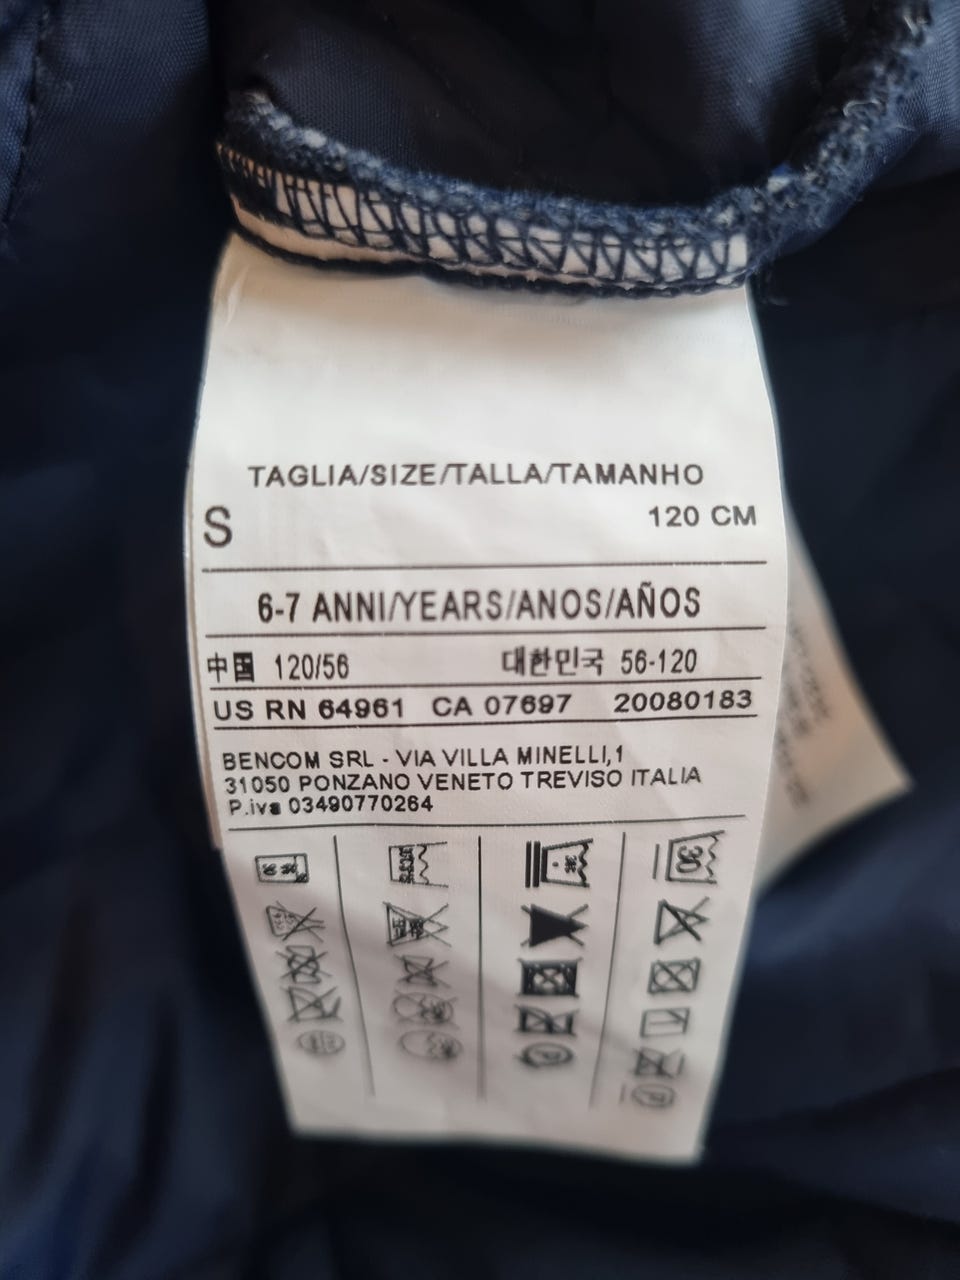 TAGLIA/SIZE/TALLA/TAMANHO
S 120 CM
6-7 ANNI/YEARS/ANOS/AÑOS
中国 120/56 대한민국 56-120
US RN 64961 CA 07697 20080183
BENCOM SRL - VIA VILLA MINELLI,1
31050 PONZANO VENETO TREVISO ITALIA
P.iva 03490770264
30